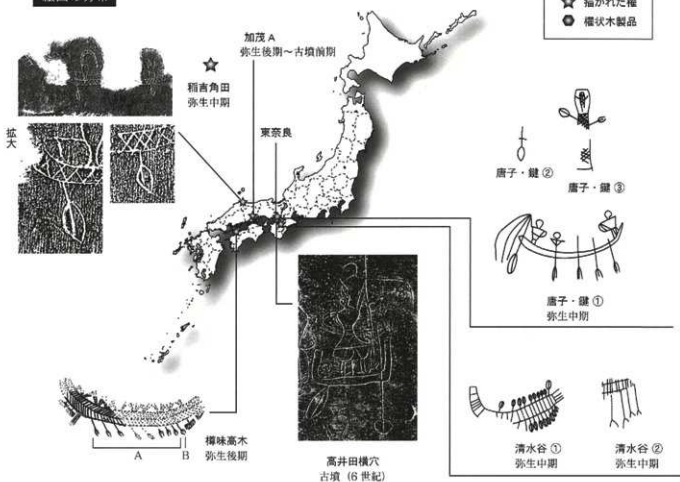 描かれた櫂
櫂状木製品
加茂 A
弥生後期～古墳前期
稲吉角田
弥生中期
拡大
東奈良
唐子・鍵 ②
唐子・鍵 ③
唐子・鍵 ①
弥生中期
樽味高木
弥生後期
A
B
高井田横穴
古墳（6 世紀）
清水谷 ①
弥生中期
清水谷 ②
弥生中期